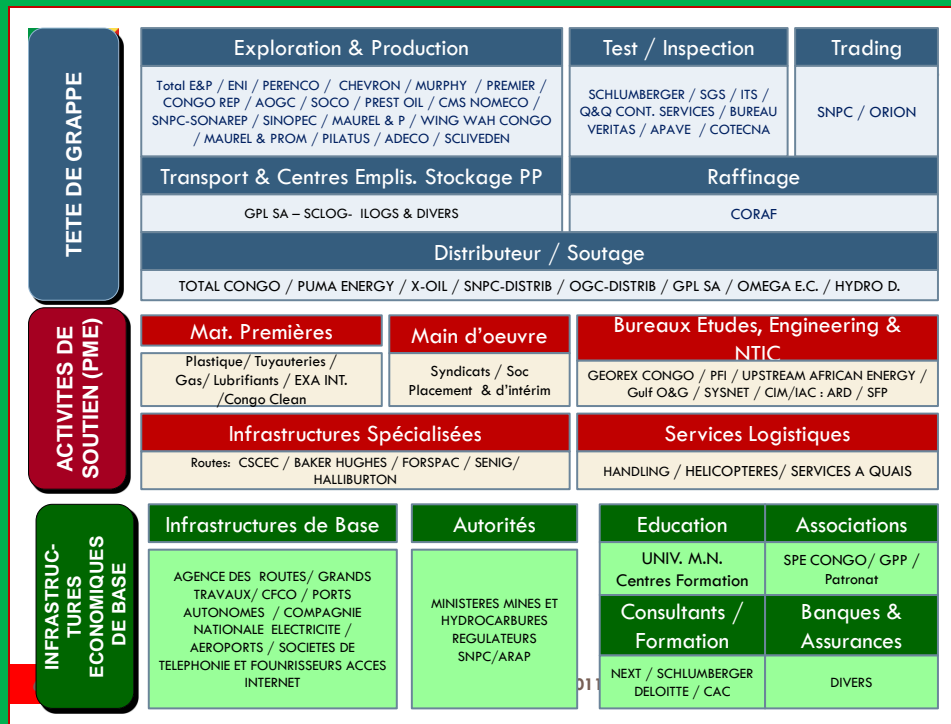 TETE DE GRAPPE
Exploration & Production
Total E&P / ENI / PERENCO / CHEVRON / MURPHY / PREMIER /
CONGO REP / AOGC / SOCO / PREST OIL / CMS NOMECO /
SNPC-SONAREP / SINOPEC / MAUREL & P / WING WAH CONGO
/ MAUREL & PROM / PILATUS / ADECO / SCLIVEDEN
Test / Inspection
SCHLUMBERGER / SGS / ITS /
Q&Q CONT. SERVICES / BUREAU
VERITAS / APAVE / COTECNA
Trading
SNPC / ORION
Transport & Centres Emplis. Stockage PP
GPL SA – SCLOG- ILOGS & DIVERS
Raffinage
CORAF
Distributeur / Soutage
TOTAL CONGO / PUMA ENERGY / X-OIL / SNPC-DISTRIB / OGC-DISTRIB / GPL SA / OMEGA E.C. / HYDRO D.
ACTIVITES DE
SOUTIEN (PME)
Mat. Premières
Plastique/ Tuyauteries /
Gas/ Lubrifiants / EXA INT.
/Congo Clean
Main d'oeuvre
Syndicats / Soc
Placement & d'intérim
Bureaux Etudes, Engineering &
NTIC
GEOREX CONGO / PFI / UPSTREAM AFRICAN ENERGY /
Gulf O&G / SYSNET / CIM/IAC : ARD / SFP
Infrastructures Spécialisées
Routes: CSCEC / BAKER HUGHES / FORSPAC / SENIG/
HALLIBURTON
Services Logistiques
HANDLING / HELICOPTERES/ SERVICES A QUAIS
INFRASTRUC-
TURES
ECONOMIQUES
DE BASE
Infrastructures de Base
AGENCE DES ROUTES/ GRANDS
TRAVAUX/ CFCO / PORTS
AUTONOMES / COMPAGNIE
NATIONALE ELECTRICITE /
AEROPORTS / SOCIETES DE
TELEPHONIE ET FOUNRISSEURS ACCES
INTERNET
Autorités
MINISTERES MINES ET
HYDROCARBURES
REGULATEURS
SNPC/ARAP
Education
UNIV. M.N.
Centres Formation
Associations
SPE CONGO/ GPP /
Patronat
Consultants /
Formation
NEXT / SCHLUMBERGER
DELOITTE / CAC
Banques &
Assurances
DIVERS